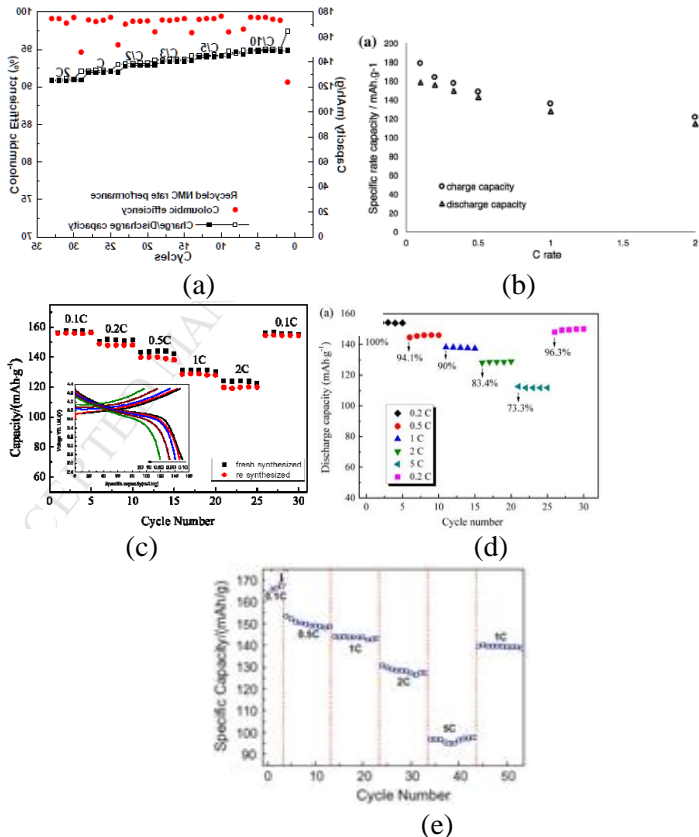 100
95
90
85
80
75
70
Coloumbic Efficient (%)
180
160
140
120
100
80
60
40
20
0
Capacity (mAh/g)
2C
C
C/2
C/3
C/5
C/10
Recycled NMC rate performance
Coloumbic efficiency
Charge/Discharge capacity
35 30 25 20 15 10 5 0
Cycles
(a)
(a)
Specific rate capacity / mAh.g-1
200
180
160
140
120
100
80
60
40
20
0
charge capacity
discharge capacity
0 0.5 1 1.5 2
C rate
(b)
Capacity/(mAh·g-1)
160
140
120
100
80
60
0.1C
0.2C
0.5C
1C
2C
0.1C
Specific capacity(mAh/g)
fresh synthesized
re synthesized
0 5 10 15 20 25 30
Cycle Number
(c)
(a)
Discharge capacity (mAh·g-1)
160
140
120
100
80
60
40
100%
94.1%
90%
83.4%
73.3%
96.3%
0.2 C
0.5 C
1 C
2 C
5 C
0.2 C
0 5 10 15 20 25 30
Cycle number
(d)
Specific Capacity/(mAh/g)
170
160
150
140
130
120
110
100
90
0.1C
0.5C
1C
2C
5C
1C
0 10 20 30 40 50
Cycle Number
(e)